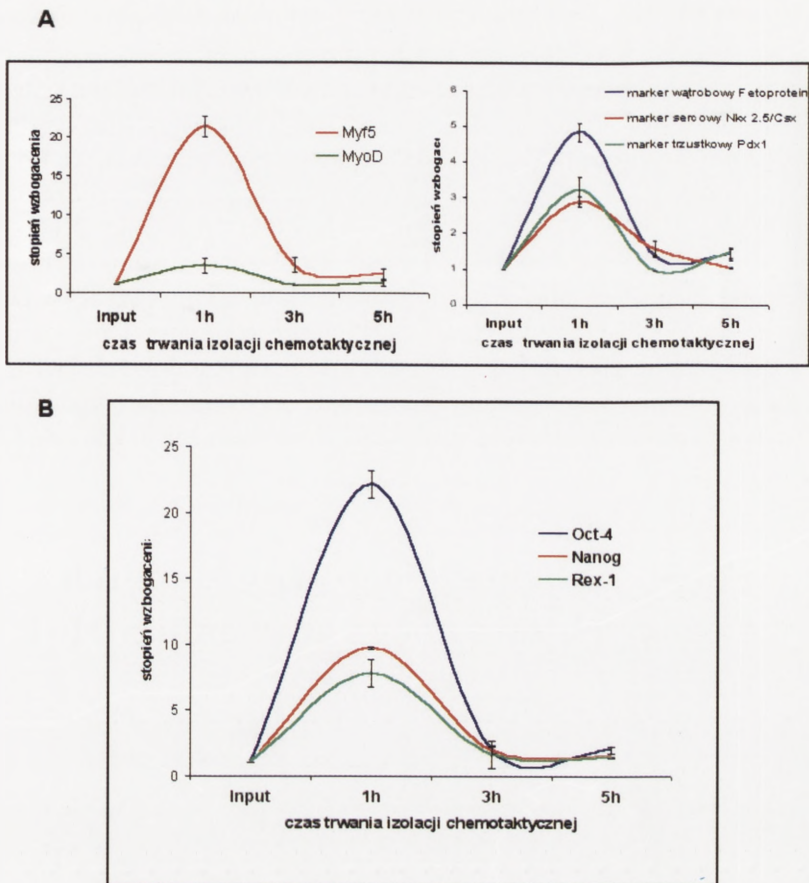 A
25
20
15
10
5
0
stopień wzbogacenia
Myf5
MyoD
Input 1h 3h 5h
czas trwania izolacji chemotaktycznej
6
5
4
3
2
1
0
stopień wzbogaceı
marker wątrobowy Fetoprotein
marker sercowy Nkx 2.5/Csx
marker trzustkowy Pdx1
Input 1h 3h 5h
czas trwania izolacji chemotaktycznej
B
25
20
15
10
5
0
stopień wzbogaceni
Oct-4
Nanog
Rex-1
Input 1h 3h 5h
czas trwania izolacji chemotaktycznej